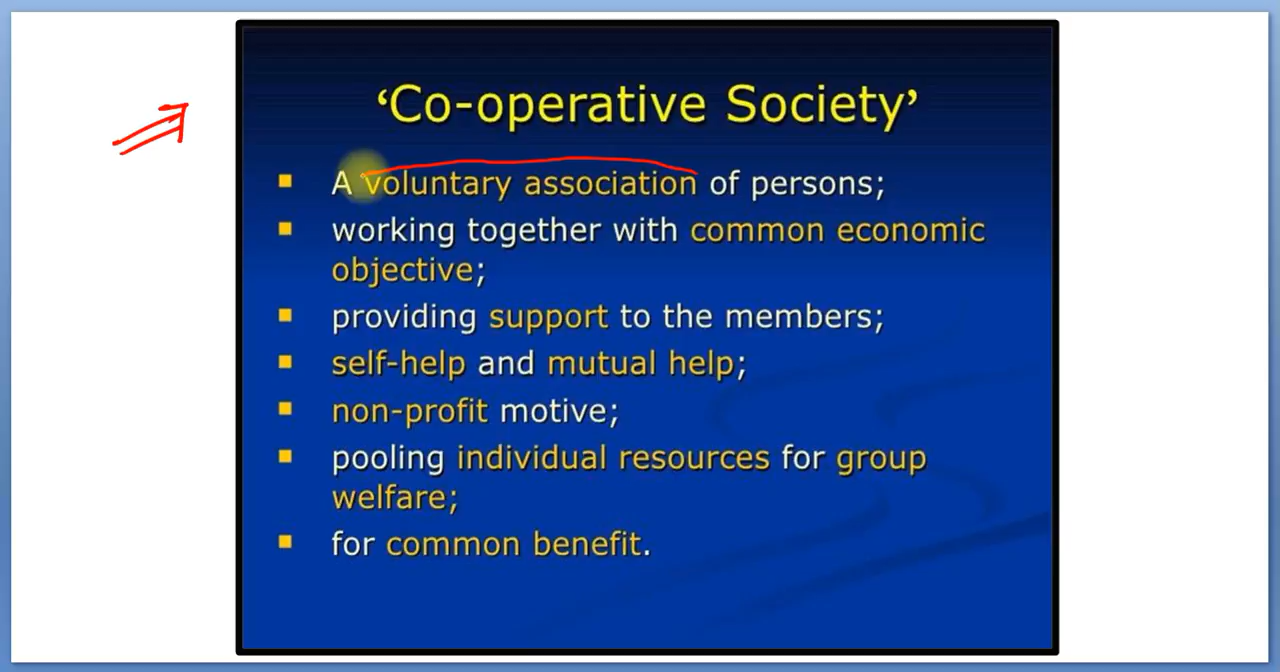 ‘Co-operative Society’
A voluntary association of persons;
working together with common economic
objective;
providing support to the members;
self-help and mutual help;
non-profit motive;
pooling individual resources for group
welfare;
for common benefit.